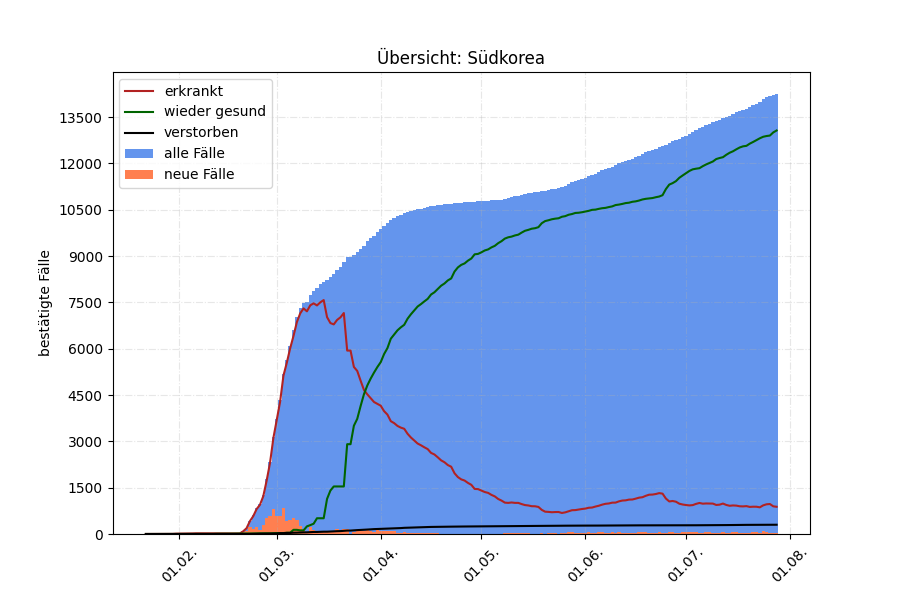 Übersicht: Südkorea
erkrankt
wieder gesund
verstorben
alle Fälle
neue Fälle
bestätigte Fälle
13500
12000
10500
9000
7500
6000
4500
3000
1500
0
01.02.
01.03.
01.04.
01.05.
01.06.
01.07.
01.08.